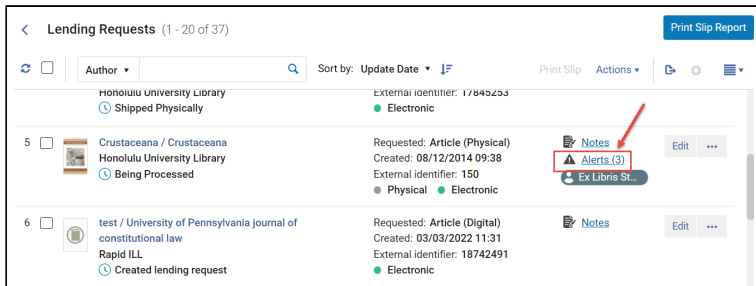 Lending Requests (1 - 20 of 37)
Print Slip Report
Author
Sort by: Update Date
Print Slip
Actions
Honolulu University Library
External identifier: 17845253
Shipped Physically
Electronic
5
Crustaceana / Crustaceana
Requested: Article (Physical)
Notes
Edit
Honolulu University Library
Created: 08/12/2014 09:38
Alerts (3)
Being Processed
External identifier: 150
Ex Libris St...
Physical
Electronic
6
test / University of Pennsylvania journal of
constitutional law
Requested: Article (Digital)
Notes
Edit
Created: 03/03/2022 11:31
Rapid ILL
External identifier: 18742491
Created lending request
Electronic